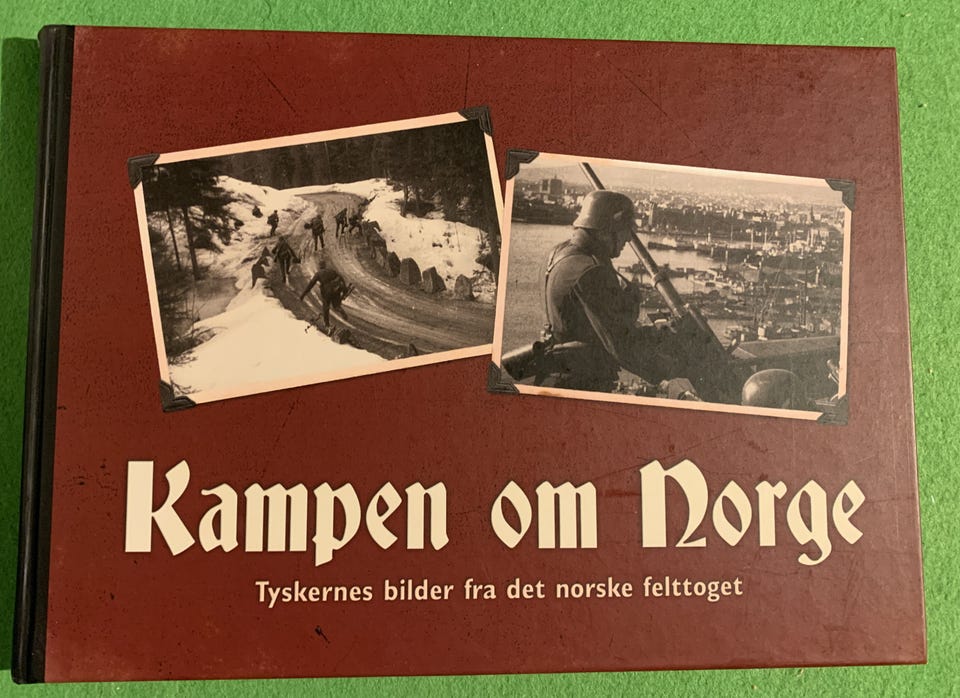 Kampen om Norge
Tyskernes bilder fra det norske felttoget